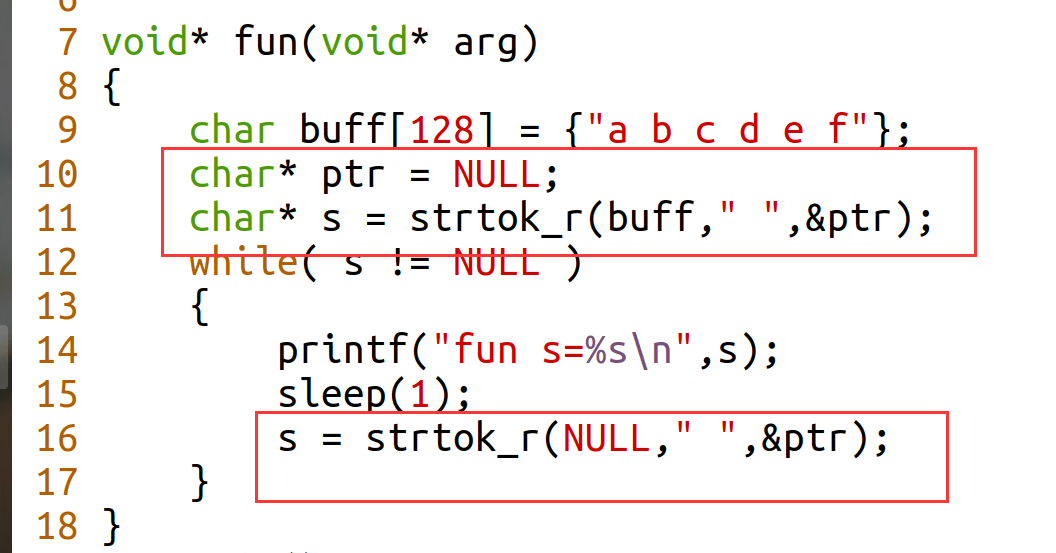 7 void* fun(void* arg)
8 {
9 char buff[128] = {"a b c d e f"};
10 char* ptr = NULL;
11 char* s = strtok_r(buff," ",&ptr);
12 while( s != NULL )
13 {
14 printf("fun s=%s\n",s);
15 sleep(1);
16 s = strtok_r(NULL," ",&ptr);
17 }
18 }